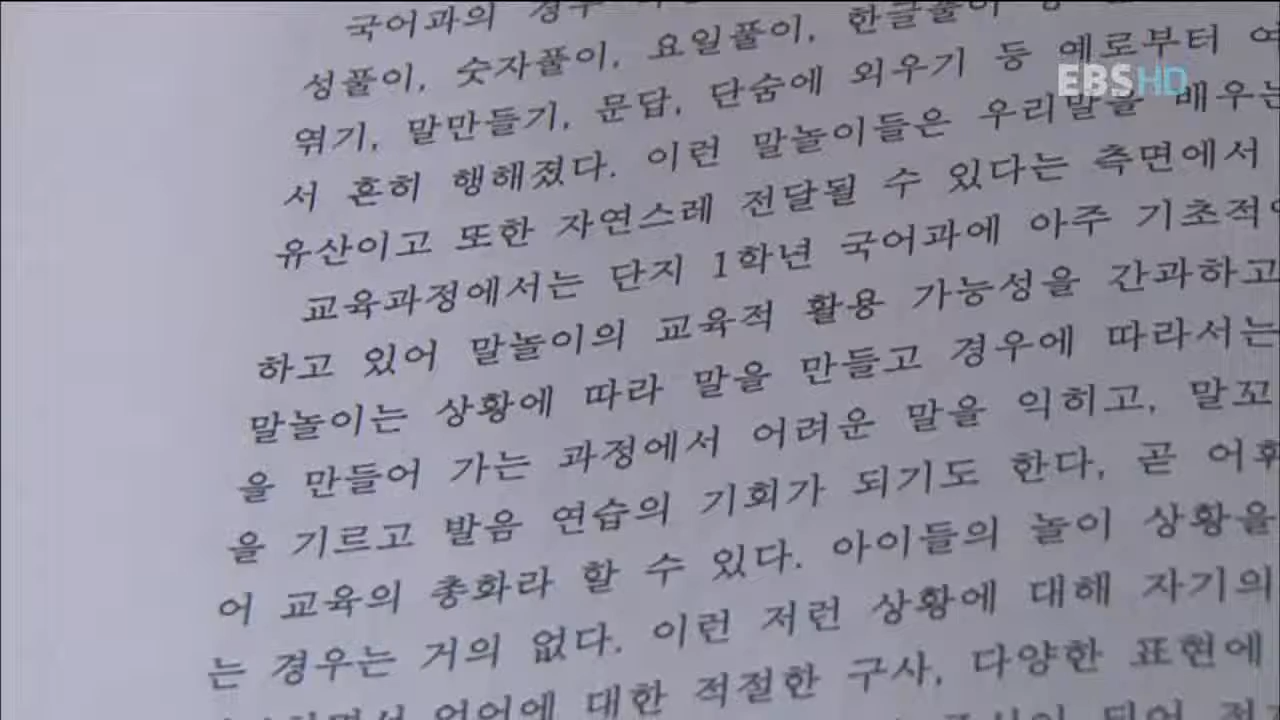 국어과의 경우
성풀이, 숫자풀이, 요일풀이, 한글풀이
엮기, 말만들기, 문답, 단숨에 외우기 등 예로부터
EBS HD
서 흔히 행해졌다. 이런 말놀이들은 우리말을 배우는
유산이고 또한 자연스레 전달될 수 있다는 측면에서
교육과정에서는 단지 1학년 국어과에 아주 기초적
하고 있어 말놀이의 교육적 활용 가능성을 간과하고
말놀이는 상황에 따라 말을 만들고 경우에 따라서는
을 만들어 가는 과정에서 어려운 말을 익히고, 말꼬
을 기르고 발음 연습의 기회가 되기도 한다, 곧 어휘
어 교육의 총화라 할 수 있다. 아이들의 놀이 상황을
는 경우는 거의 없다. 이런 저런 상황에 대해 자기의
언어에 대한 적절한 구사, 다양한 표현에